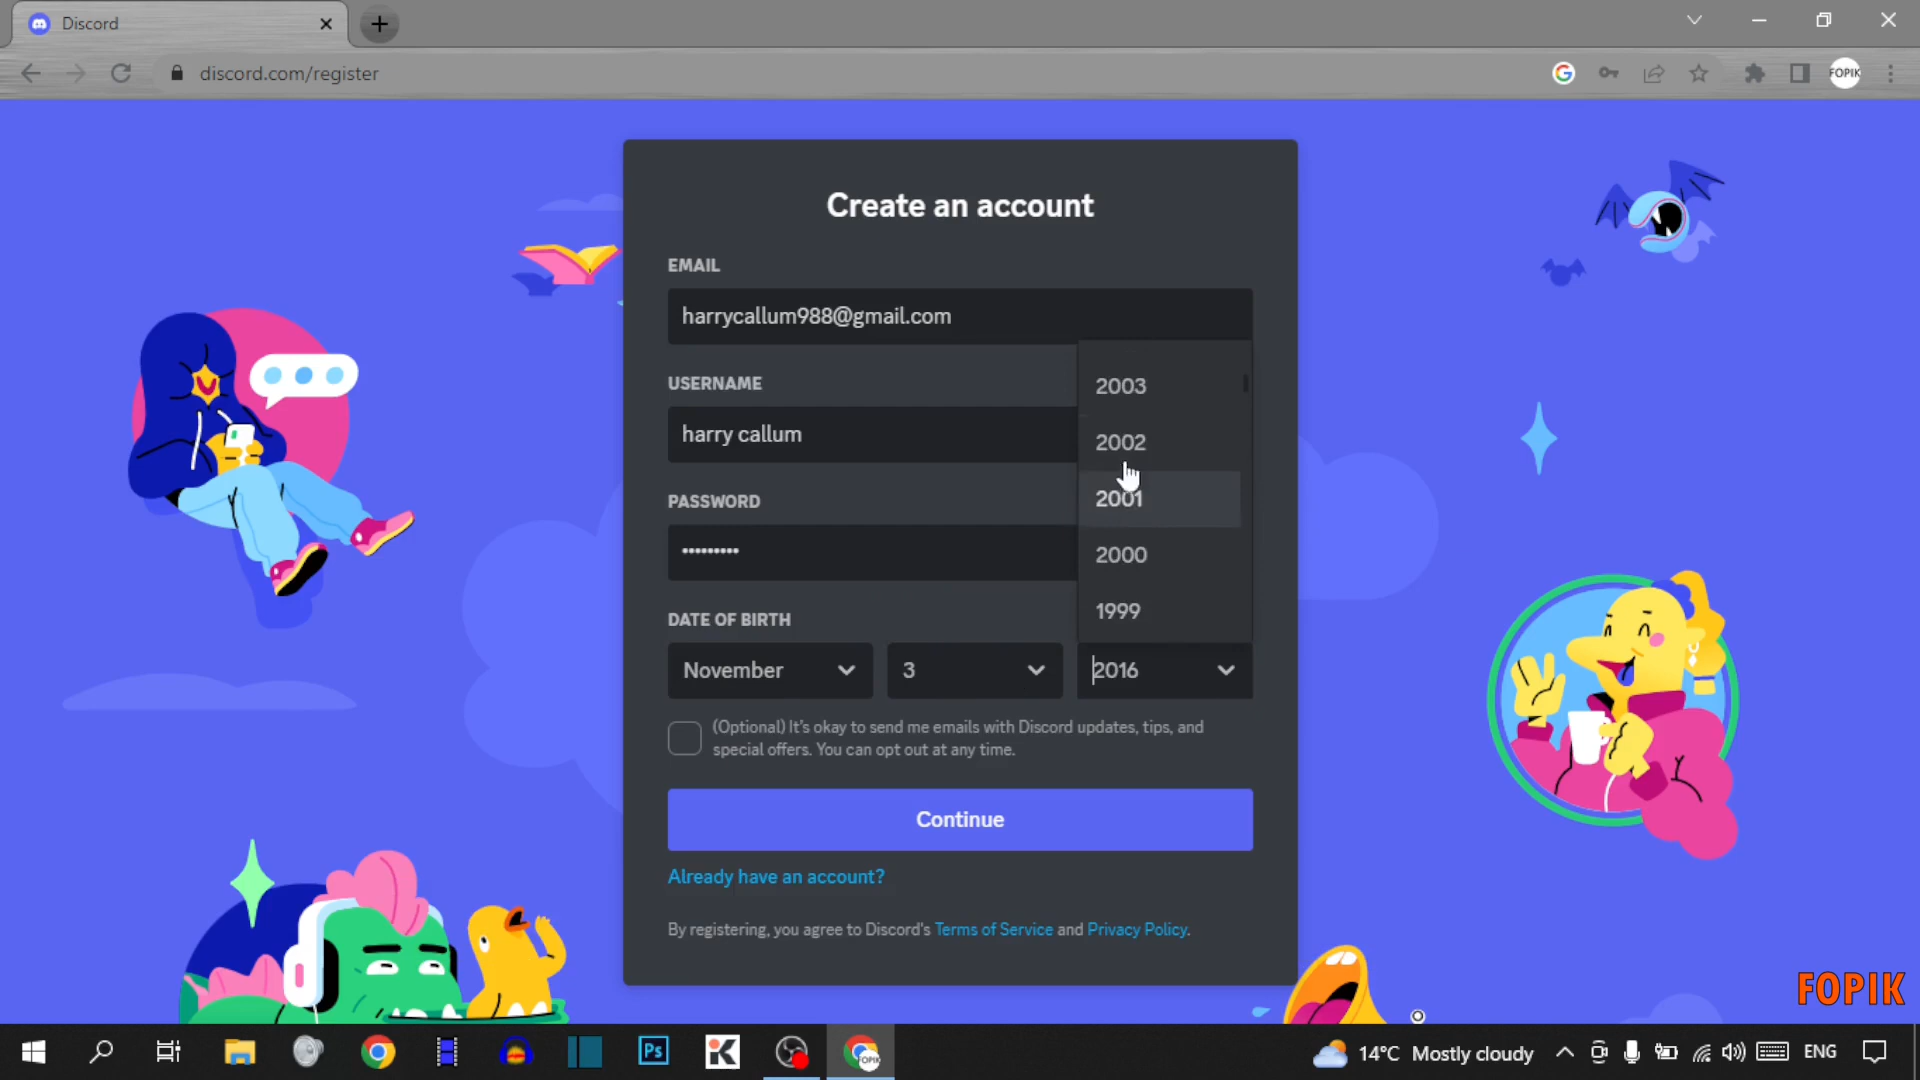 Discord
discord.com/register
FOPIK
Create an account
EMAIL
harrycallum988@gmail.com
USERNAME
harry callum
PASSWORD
•••••••••
2003
2002
2001
2000
1999
DATE OF BIRTH
November
3
2016
(Optional) It's okay to send me emails with Discord updates, tips, and
special offers. You can opt out at any time.
Continue
Already have an account?
By registering, you agree to Discord's Terms of Service and Privacy Policy.
FOPIK
Ps
K
FOPIK
14°C Mostly cloudy
ENG